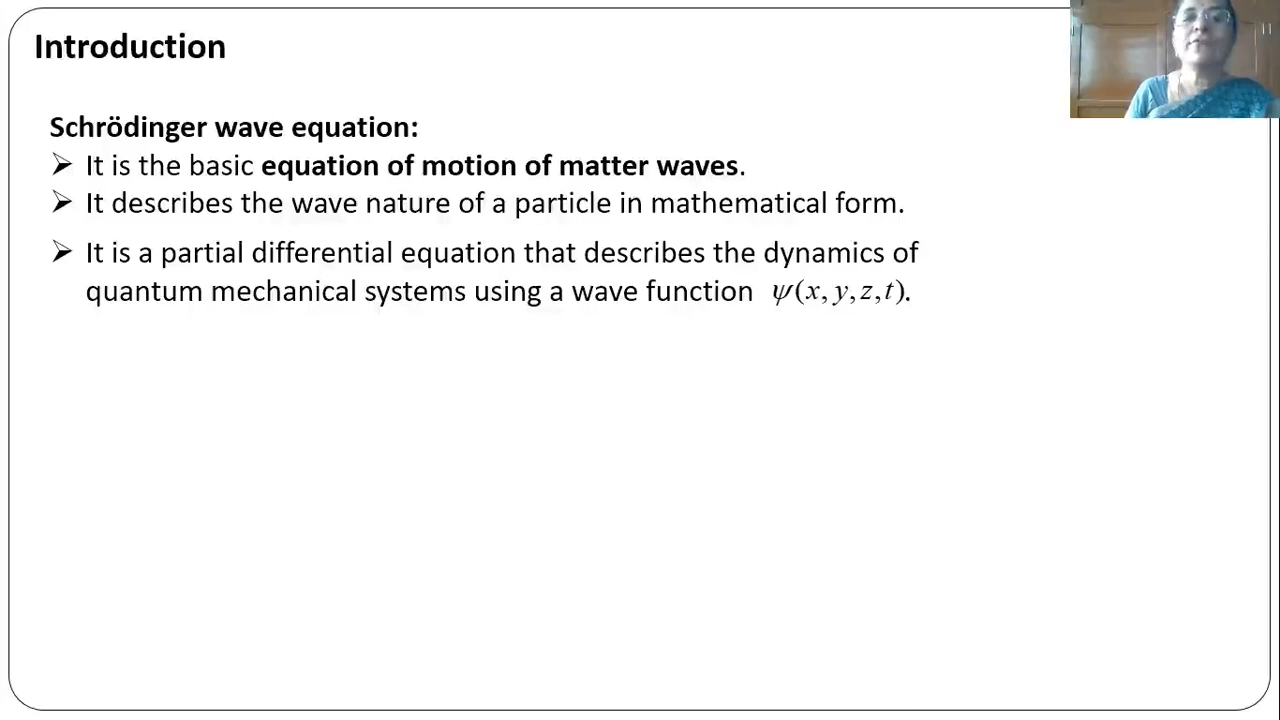 Introduction
Schrödinger wave equation:
➢ It is the basic equation of motion of matter waves.
➢ It describes the wave nature of a particle in mathematical form.
➢ It is a partial differential equation that describes the dynamics of
quantum mechanical systems using a wave function ψ(x, y, z, t).